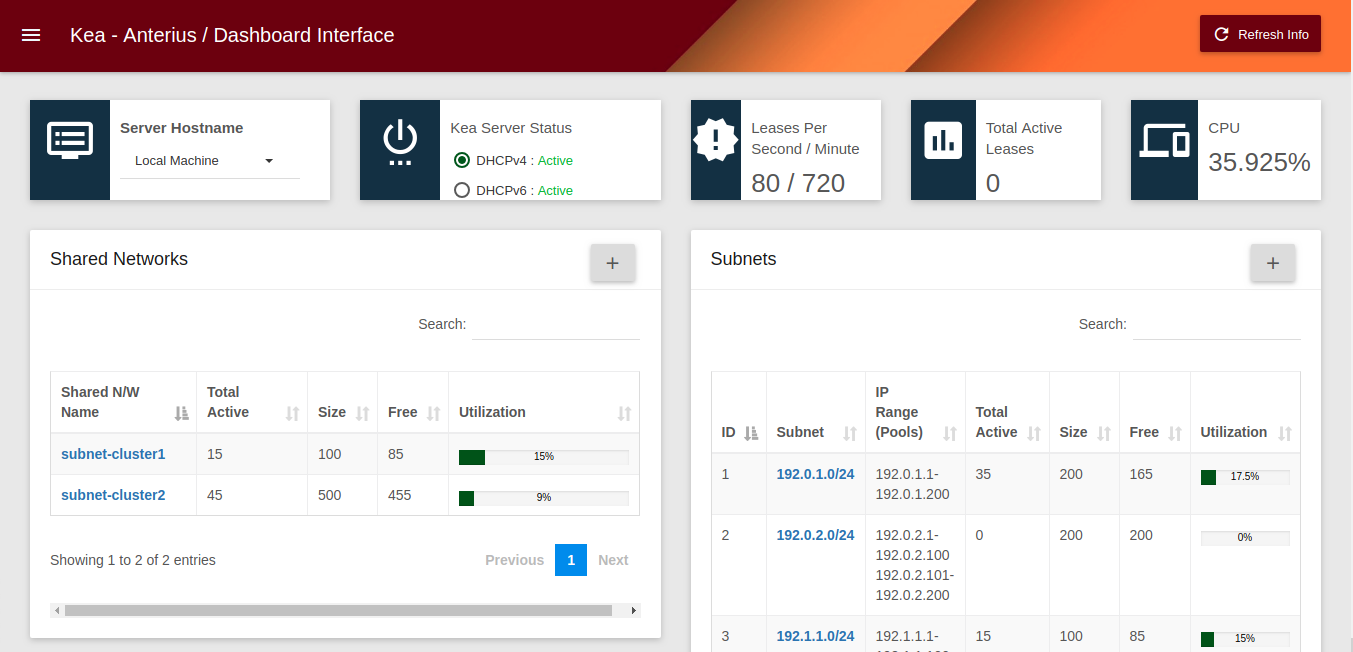 Kea - Anterius / Dashboard Interface
Refresh Info
Server Hostname
Local Machine
Kea Server Status
DHCPv4 : Active
DHCPv6 : Active
Leases Per
Second / Minute
80 / 720
Total Active
Leases
0
CPU
35.925%
Shared Networks
+
Search:
Shared N/W
Name
Total
Active
Size
Free
Utilization
subnet-cluster1 15 100 85 15%
subnet-cluster2 45 500 455 9%
Showing 1 to 2 of 2 entries
Previous 1 Next
Subnets
+
Search:
ID
Subnet
IP
Range
(Pools)
Total
Active
Size
Free
Utilization
1 192.0.1.0/24 192.0.1.1- 35 200 165 17.5%
192.0.1.200
2 192.0.2.0/24 192.0.2.1- 0 200 200 0%
192.0.2.100
192.0.2.101-
192.0.2.200
3 192.1.1.0/24 192.1.1.1- 15 100 85 15%